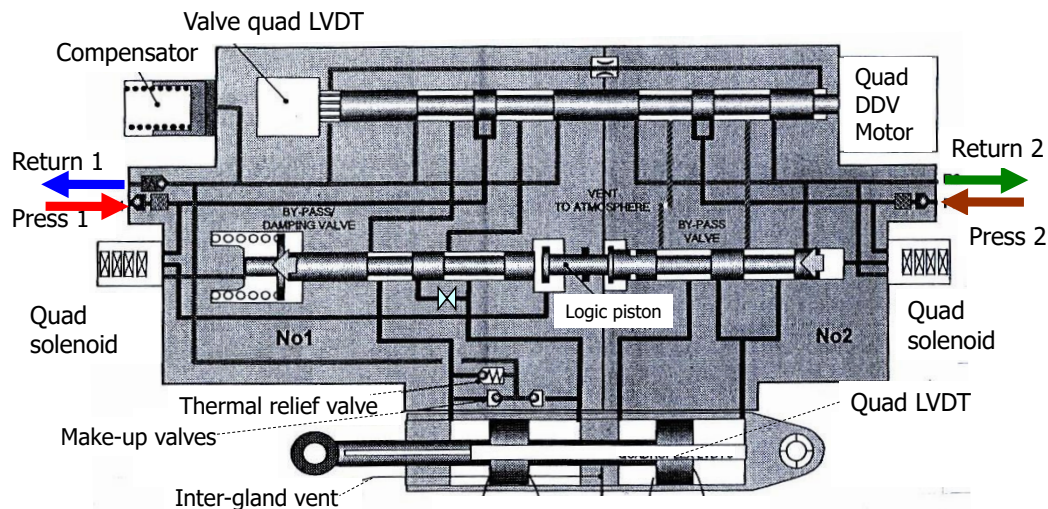 Valve quad LVDT
Compensator
Quad
DDV
Motor
Return 1
Return 2
Press 1
Press 2
BY-PASS/
DAMPING VALVE
VENT
TO ATMOSPHERE
BY-PASS
VALVE
Logic piston
Quad
solenoid
Quad
solenoid
No1
No2
Thermal relief valve
Quad LVDT
Make-up valves
Inter-gland vent